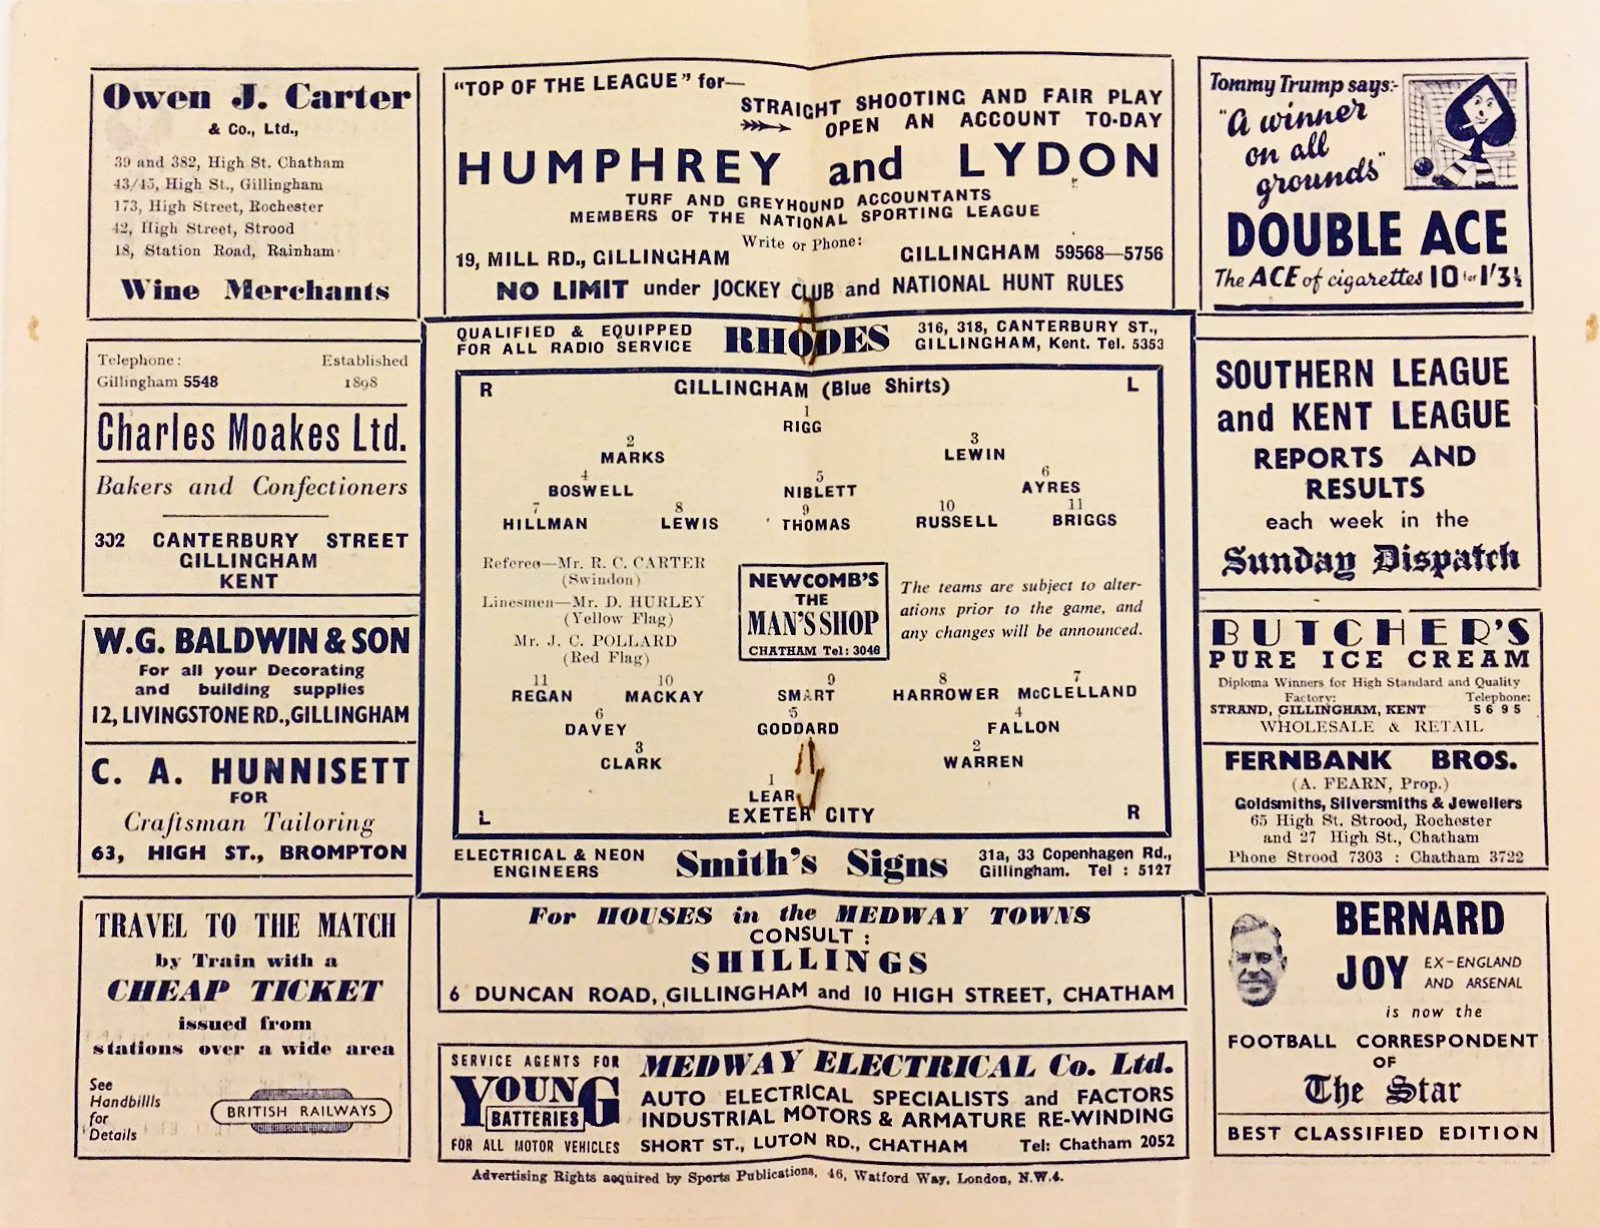 Owen J. Carter
& Co., Ltd.,
39 and 382, High St. Chatham
43/45, High St., Gillingham
173, High Street, Rochester
42, High Street, Strood
18, Station Road, Rainham
Wine Merchants
"TOP OF THE LEAGUE" for—
STRAIGHT SHOOTING AND FAIR PLAY
OPEN AN ACCOUNT TO-DAY
HUMPHREY and LYDON
TURF AND GREYHOUND ACCOUNTANTS
MEMBERS OF THE NATIONAL SPORTING LEAGUE
Write or Phone:
19, MILL RD., GILLINGHAM GILLINGHAM 59568—5756
NO LIMIT under JOCKEY CLUB and NATIONAL HUNT RULES
Tommy Trump says:-
"A winner
on all
grounds"
DOUBLE ACE
The ACE of cigarettes 10 for 1'3½
Telephone: Established
Gillingham 5548 1898
Charles Moakes Ltd.
Bakers and Confectioners
302 CANTERBURY STREET
GILLINGHAM
KENT
W.G. BALDWIN & SON
For all your Decorating
and building supplies
12, LIVINGSTONE RD., GILLINGHAM
C. A. HUNNISETT
FOR
Craftsman Tailoring
63, HIGH ST., BROMPTON
TRAVEL TO THE MATCH
by Train with a
CHEAP TICKET
issued from
stations over a wide area
See
Handbillls
for
Details
BRITISH RAILWAYS
QUALIFIED & EQUIPPED
FOR ALL RADIO SERVICE
RHODES
316, 318, CANTERBURY ST.,
GILLINGHAM, Kent. Tel. 5353
R GILLINGHAM (Blue Shirts) L
1
RIGG
2 3
MARKS LEWIN
4 5 6
BOSWELL NIBLETT AYRES
7 8 9 10 11
HILLMAN LEWIS THOMAS RUSSELL BRIGGS
Referee—Mr. R. C. CARTER
(Swindon)
Linesmen—Mr. D. HURLEY
(Yellow Flag)
Mr. J. C. POLLARD
(Red Flag)
NEWCOMB'S
THE
MAN'S SHOP
CHATHAM Tel: 3046
The teams are subject to alter-
ations prior to the game, and
any changes will be announced.
11 10 9 8 7
REGAN MACKAY SMART HARROWER McCLELLAND
6 5 4
DAVEY GODDARD FALLON
3 2
CLARK WARREN
1
LEAR
L EXETER CITY R
ELECTRICAL & NEON
ENGINEERS
Smith's Signs
31a, 33 Copenhagen Rd.,
Gillingham. Tel : 5127
For HOUSES in the MEDWAY TOWNS
CONSULT :
SHILLINGS
6 DUNCAN ROAD, GILLINGHAM and 10 HIGH STREET, CHATHAM
SERVICE AGENTS FOR
YOUNG
BATTERIES
FOR ALL MOTOR VEHICLES
MEDWAY ELECTRICAL Co. Ltd.
AUTO ELECTRICAL SPECIALISTS and FACTORS
INDUSTRIAL MOTORS & ARMATURE RE-WINDING
SHORT ST., LUTON RD., CHATHAM Tel: Chatham 2052
SOUTHERN LEAGUE
and KENT LEAGUE
REPORTS AND
RESULTS
each week in the
Sunday Dispatch
BUTCHER'S
PURE ICE CREAM
Diploma Winners for High Standard and Quality
Factory: Telephone:
STRAND, GILLINGHAM, KENT 5695
WHOLESALE & RETAIL
FERNBANK BROS.
(A. FEARN, Prop.)
Goldsmiths, Silversmiths & Jewellers
65 High St. Strood, Rochester
and 27 High St., Chatham
Phone Strood 7303 : Chatham 3722
BERNARD
JOY EX-ENGLAND
AND ARSENAL
is now the
FOOTBALL CORRESPONDENT
OF
The Star
BEST CLASSIFIED EDITION
Advertising Rights acquired by Sports Publications, 46, Watford Way, London, N.W.4.